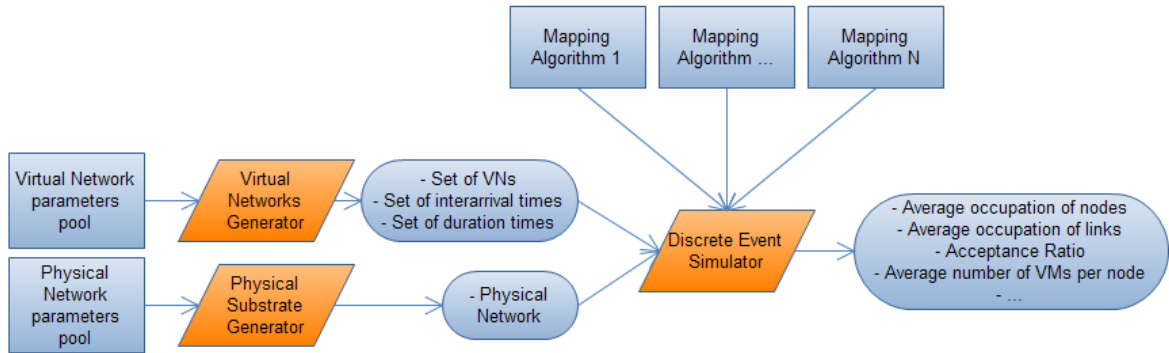 Mapping
Algorithm 1
Mapping
Algorithm ...
Mapping
Algorithm N
Virtual Network
parameters
pool
Virtual
Networks
Generator
- Set of VNs
- Set of interarrival times
- Set of duration times
Discrete Event
Simulator
- Average occupation of nodes
- Average occupation of links
- Acceptance Ratio
- Average number of VMs per node
- ...
Physical
Network
parameters
pool
Physical
Substrate
Generator
- Physical
Network